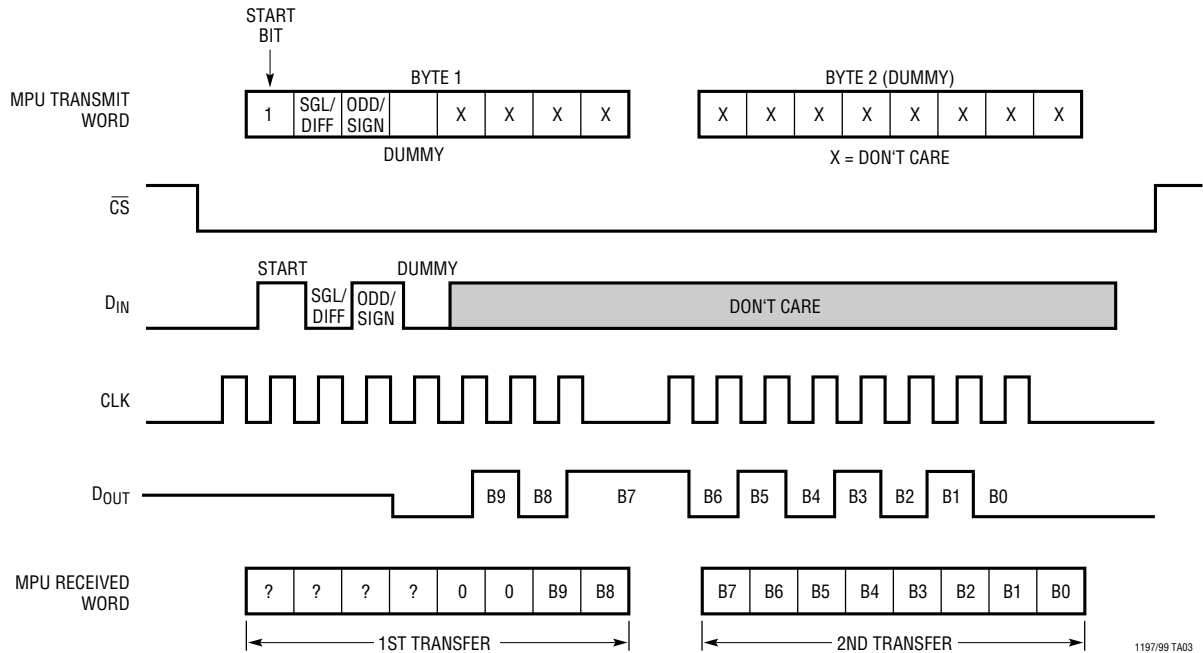 START
BIT
BYTE 1
BYTE 2 (DUMMY)
MPU TRANSMIT
WORD
1 SGL/ DIFF ODD/ SIGN X X X X
X X X X X X X X
DUMMY
X = DON'T CARE
CS
START
DUMMY
DIN
SGL/ DIFF ODD/ SIGN
DON'T CARE
CLK
DOUT
B9 B8 B7 B6 B5 B4 B3 B2 B1 B0
MPU RECEIVED
WORD
? ? ? ? 0 0 B9 B8
B7 B6 B5 B4 B3 B2 B1 B0
1ST TRANSFER
2ND TRANSFER
1197/99 TA03